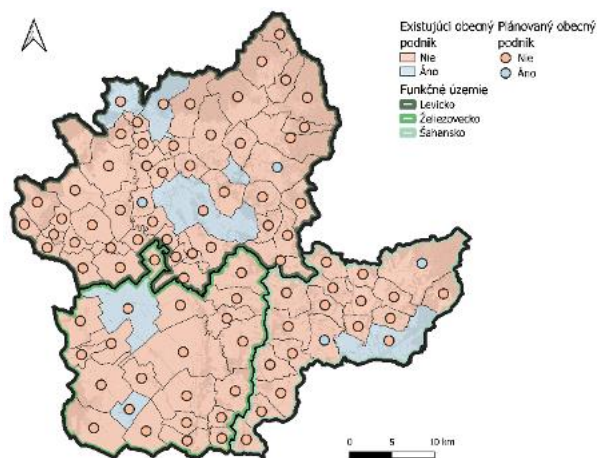 Existujúci obecný Plánovaný obecný
podnik podnik
Nie Nie
Áno Áno
Funkčné územie
Levicko
Želiezovecko
Šahansko
0 5 10 km